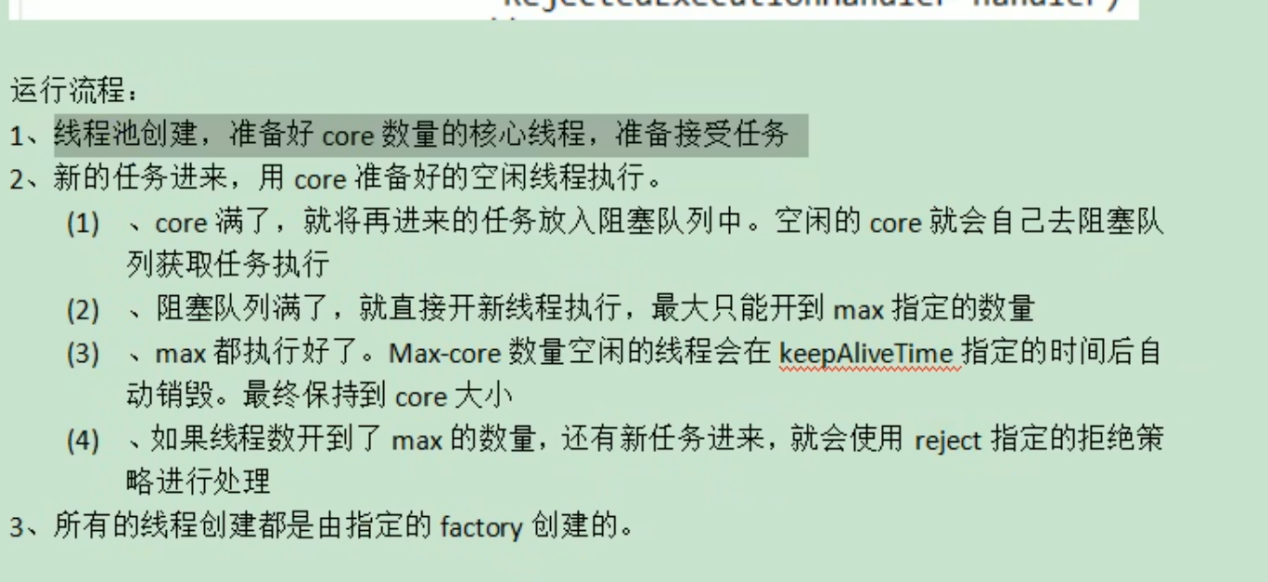 RejectedExecutionHandler handler)
运行流程：
1、线程池创建，准备好 core 数量的核心线程，准备接受任务
2、新的任务进来，用 core 准备好的空闲线程执行。
(1) 、core 满了，就将再进来的任务放入阻塞队列中。空闲的 core 就会自己去阻塞队
列获取任务执行
(2) 、阻塞队列满了，就直接开新线程执行，最大只能开到 max 指定的数量
(3) 、max 都执行好了。Max-core 数量空闲的线程会在 keepAliveTime 指定的时间后自
动销毁。最终保持到 core 大小
(4) 、如果线程数开到了 max 的数量，还有新任务进来，就会使用 reject 指定的拒绝策
略进行处理
3、所有的线程创建都是由指定的 factory 创建的。